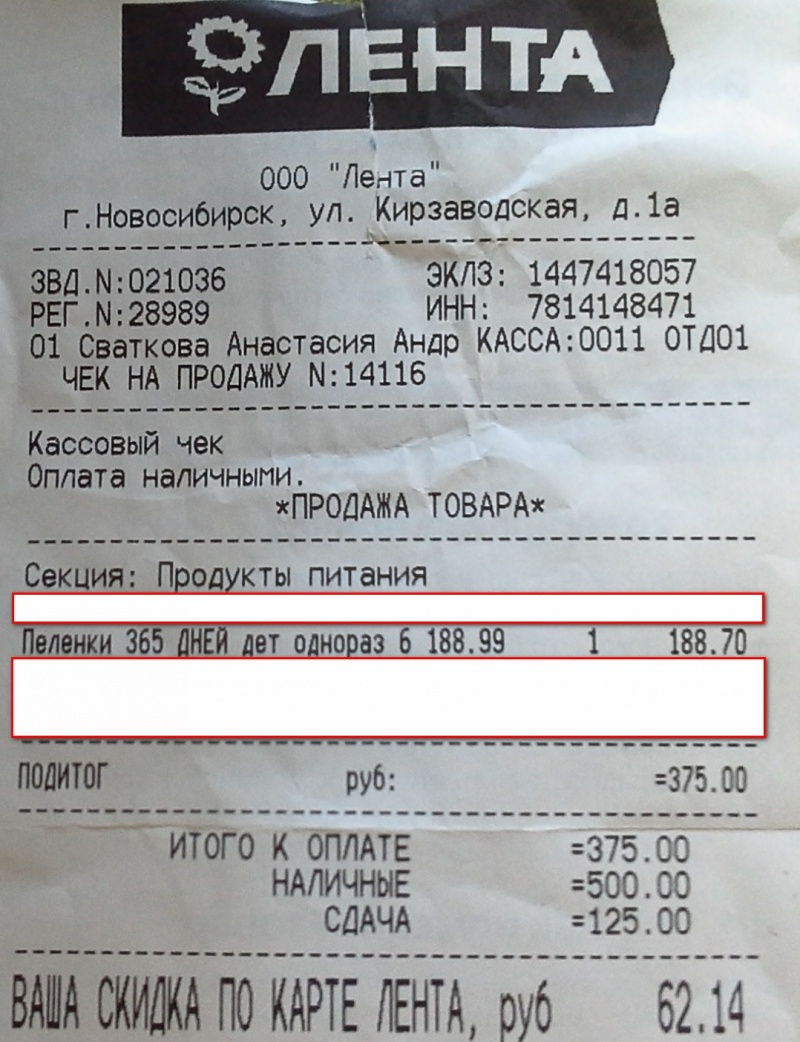 ЛЕНТА
ООО "Лента"
г.Новосибирск, ул. Кирзаводская, д.1а
ЗВД.N:021036 ЭКЛЗ: 1447418057
РЕГ.N:28989 ИНН: 7814148471
01 Сваткова Анастасия Андр КАССА:0011 ОТД01
ЧЕК НА ПРОДАЖУ N:14116
Кассовый чек
Оплата наличными.
*ПРОДАЖА ТОВАРА*
Секция: Продукты питания
Пеленки 365 ДНЕЙ дет однораз 6 188.99 1 188.70
ПОДИТОГ руб: =375.00
ИТОГО К ОПЛАТЕ =375.00
НАЛИЧНЫЕ =500.00
СДАЧА =125.00
ВАША СКИДКА ПО КАРТЕ ЛЕНТА, руб 62.14